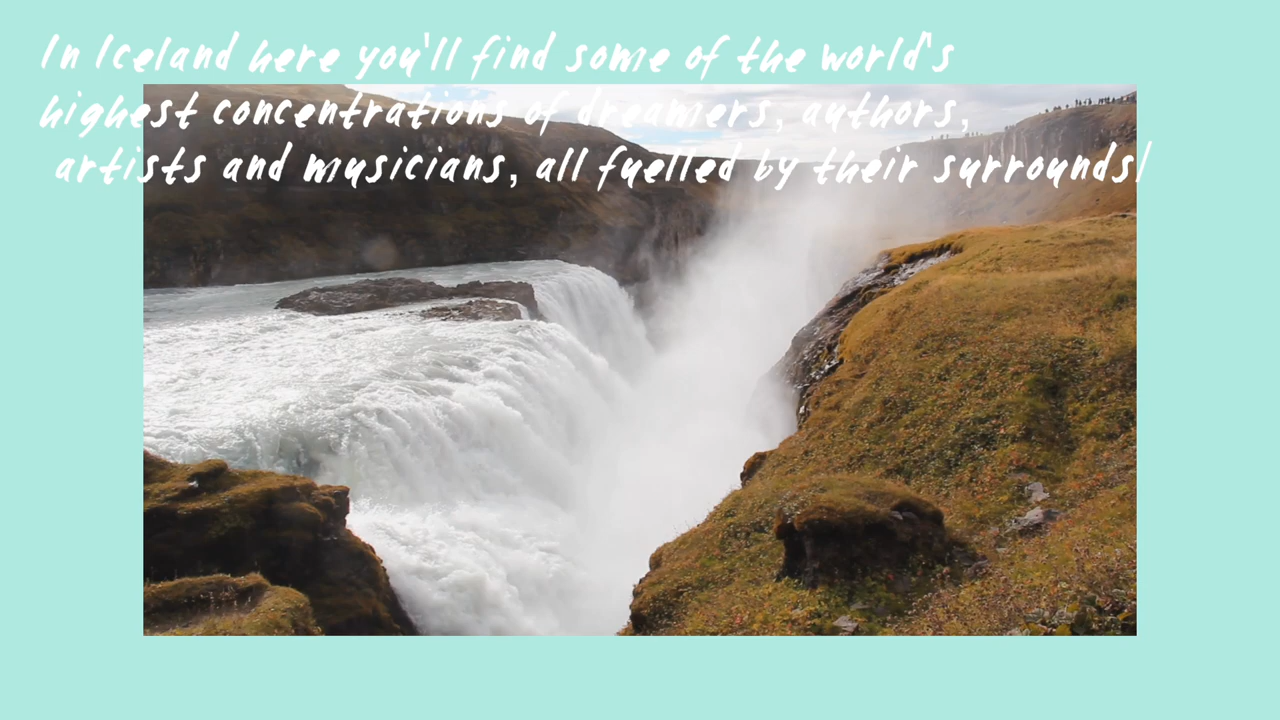 In Iceland here you'll find some of the world's
highest concentrations of dreamers, authors,
artists and musicians, all fuelled by their surrounds!